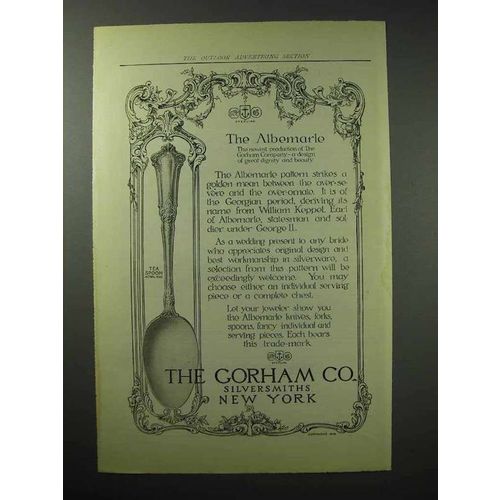 THE OUTLOOK ADVERTISING SECTION
STERLING
The Albemarle
The newest production of The
Gorham Company—a design
of great dignity and beauty.
The Albemarle pattern strikes a
golden mean between the over-se-
vere and the over-ornate. It is of
the Georgian period, deriving its
name from William Keppel, Earl
of Albemarle, statesman and sol
dier under George II.
As a wedding present to any bride
who appreciates original design and
best workmanship in silverware, a
selection from this pattern will be
exceedingly welcome. You may
choose either an individual serving
piece or a complete chest.
TEA
SPOON
Let your jeweler show you
the Albemarle knives, forks,
spoons, fancy individual and
serving pieces. Each bears
this trade-mark.
STERLING
THE GORHAM CO.
SILVERSMITHS
NEW YORK